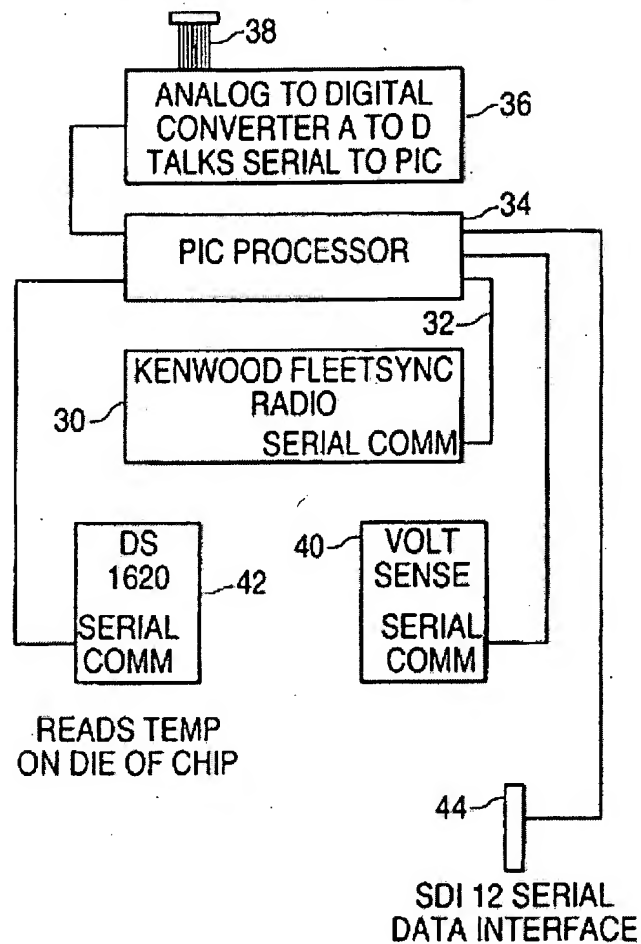 38
ANALOG TO DIGITAL
CONVERTER A TO D
TALKS SERIAL TO PIC
36
34
PIC PROCESSOR
32
KENWOOD FLEETSYNC
RADIO
30
SERIAL COMM
DS
1620
SERIAL
COMM
42
40
VOLT
SENSE
SERIAL
COMM
READS TEMP
ON DIE OF CHIP
44
SDI 12 SERIAL
DATA INTERFACE